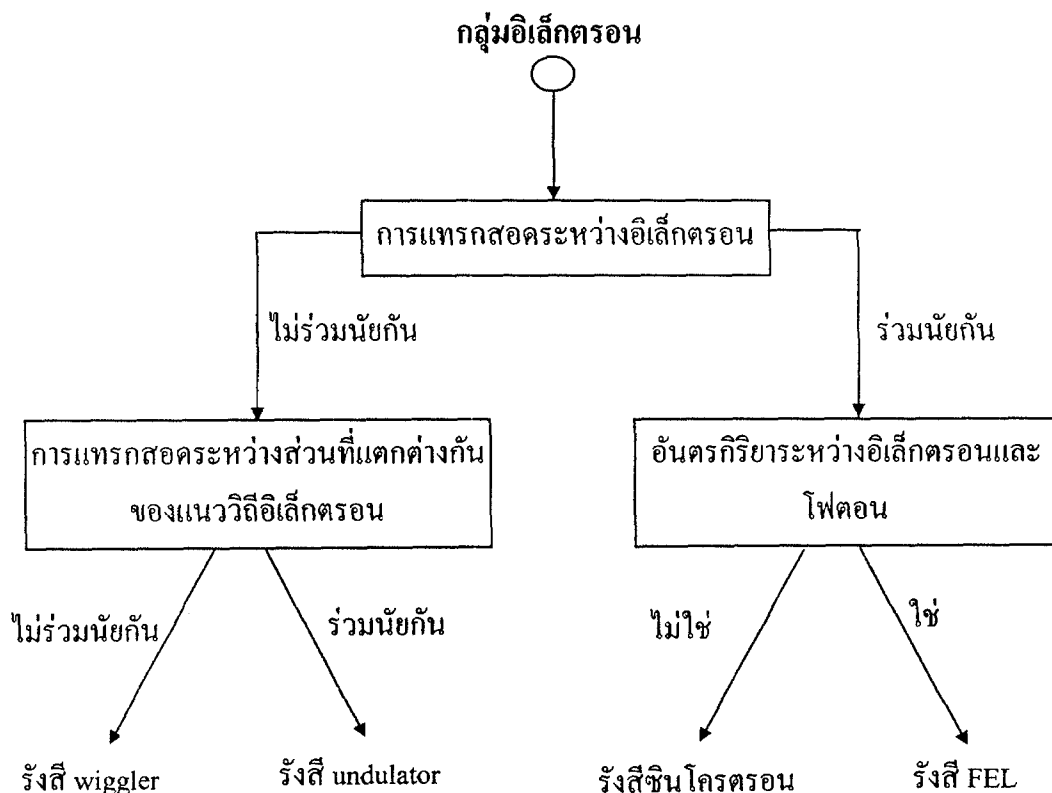 กลุ่มอิเล็กตรอน
การแทรกสอดระหว่างอิเล็กตรอน
ไม่ร่วมนัยกัน
ร่วมนัยกัน
การแทรกสอดระหว่างส่วนที่แตกต่างกัน
ของแนววิถีอิเล็กตรอน
อันตรกิริยาระหว่างอิเล็กตรอนและ
โฟตอน
ไม่ร่วมนัยกัน
ร่วมนัยกัน
ไม่ใช่
ใช่
รังสี wiggler
รังสี undulator
รังสีซินโครตรอน
รังสี FEL